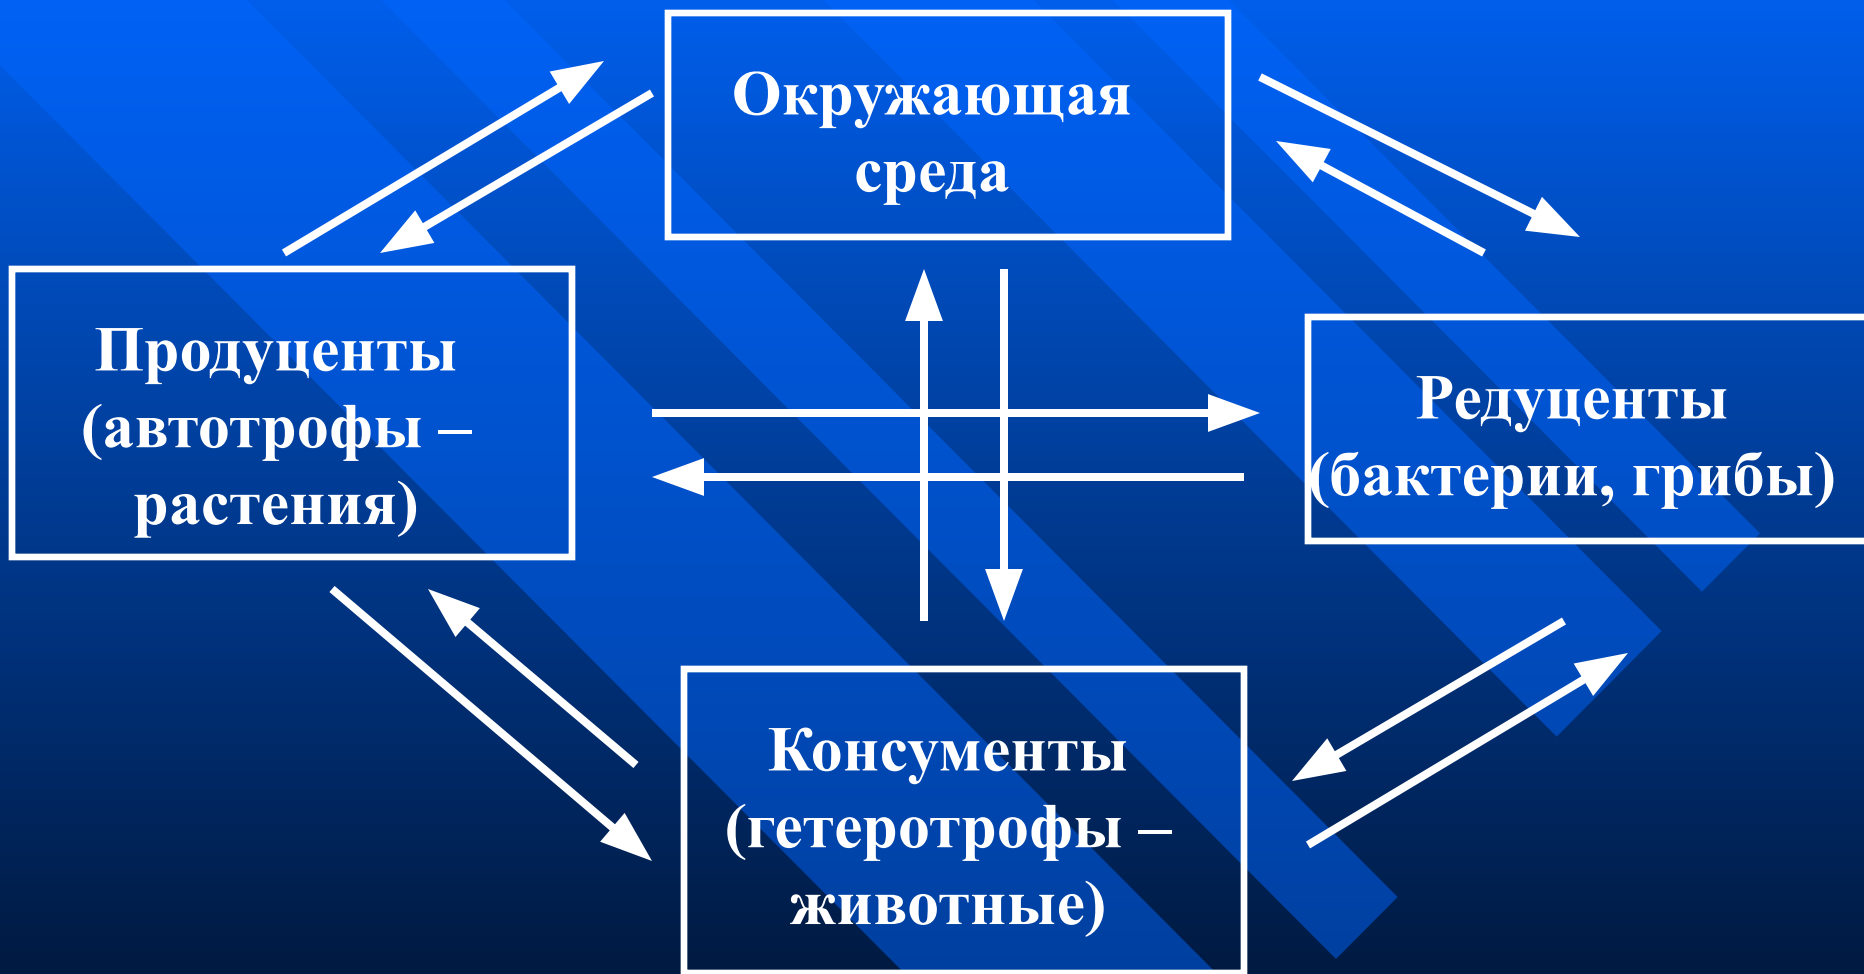 Окружающая
среда
Продуценты
(автотрофы –
растения)
Редуценты
(бактерии, грибы)
Консументы
(гетеротрофы –
животные)